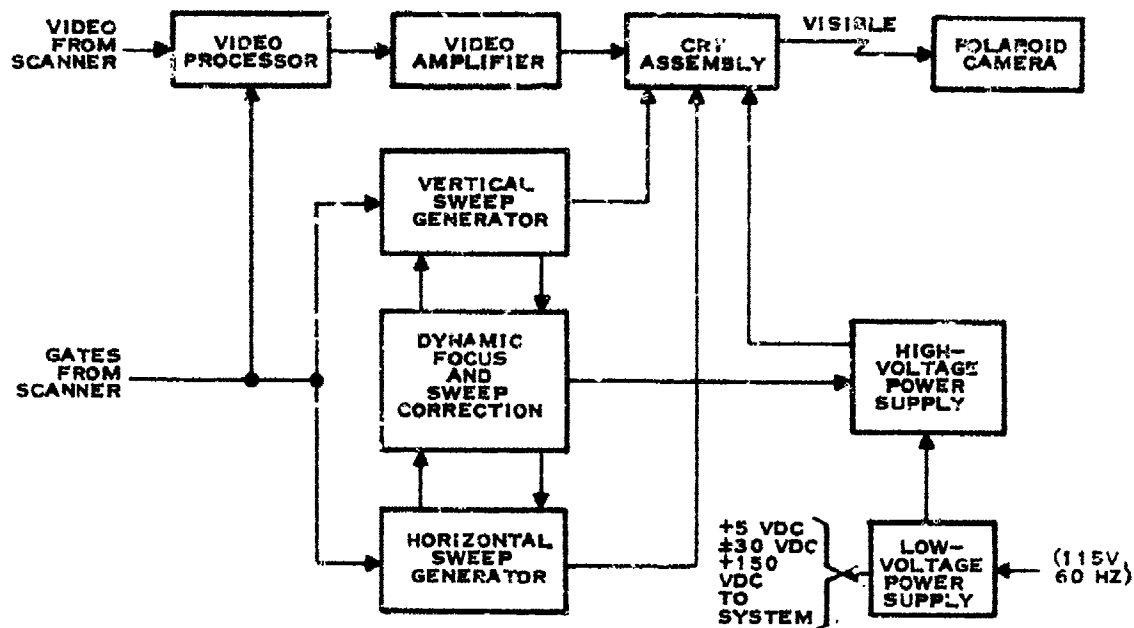 VIDEO
FROM
SCANNER
VIDEO
PROCESSOR
VIDEO
AMPLIFIER
CRT
ASSEMBLY
VISIBLE
POLAROID
CAMERA
VERTICAL
SWEEP
GENERATOR
GATES
FROM
SCANNER
DYNAMIC
FOCUS
AND
SWEEP
CORRECTION
HIGH-
VOLTAGE
POWER
SUPPLY
HORIZONTAL
SWEEP
GENERATOR
+5 VDC
±30 VDC
+150
VDC
TO
SYSTEM
LOW-
VOLTAGE
POWER
SUPPLY
(115V,
60 HZ)